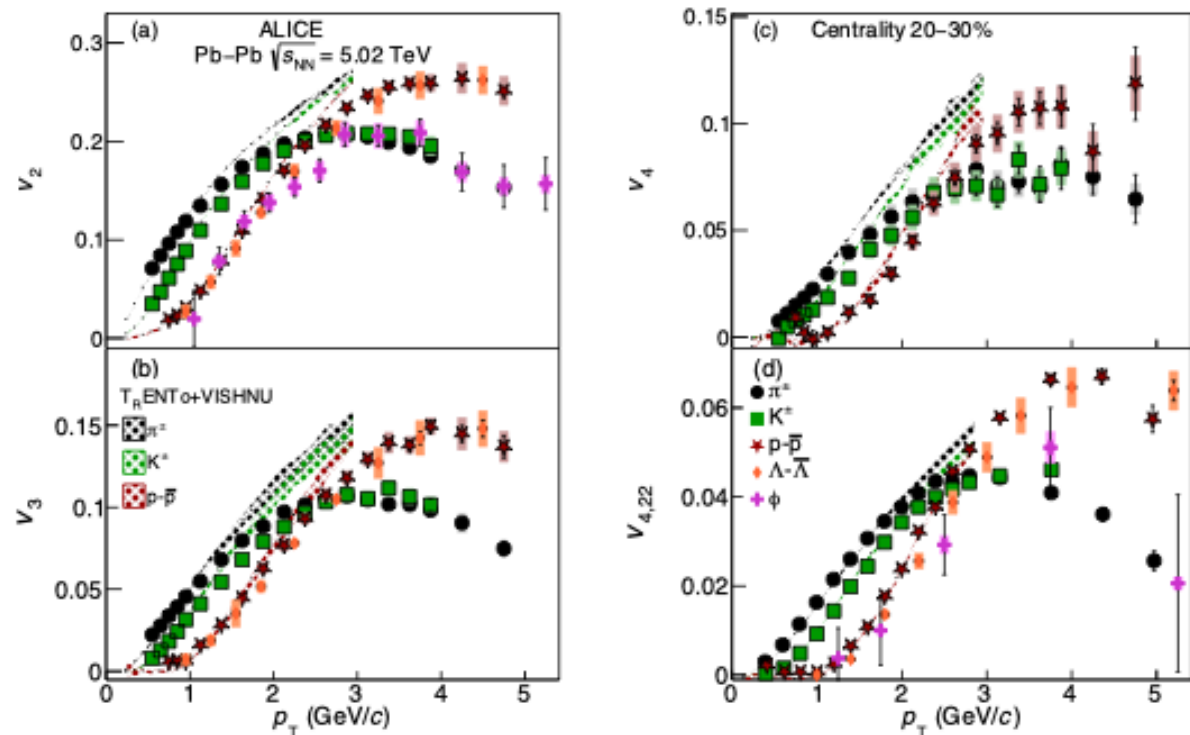 (a) ALICE
Pb–Pb √sNN = 5.02 TeV
0.3
0.2
0.1
0
v2
(b)
TRENTo+VISHNU
π±
K±
p-p̅
0.15
0.1
0.05
0
v3
0 1 2 3 4 5
pT (GeV/c)
(c) Centrality 20–30%
0.15
0.1
0.05
0
v4
(d)
π±
K±
p-p̅
Λ-Λ̅
ϕ
0.06
0.04
0.02
0
v4,22
0 1 2 3 4 5
pT (GeV/c)